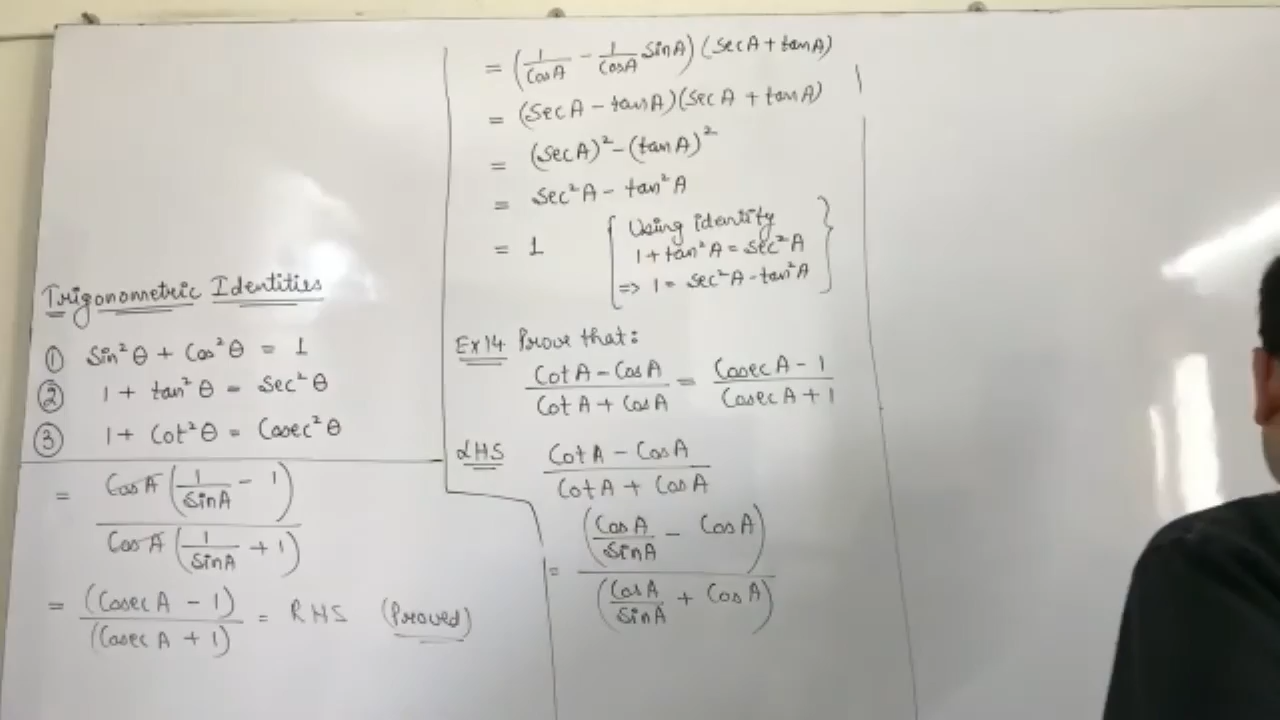 Trigonometric Identities
① Sin²θ + Cos²θ = 1
② 1 + tan²θ = Sec²θ
③ 1 + Cot²θ = Cosec²θ
= (1/CosA - 1/CosA SinA) (SecA + tanA)
= (SecA - tanA)(SecA + tanA)
= (SecA)² - (tanA)²
= Sec²A - tan²A
= 1 { Using identity
1 + tan²A = Sec²A
=> 1 = Sec²A - tan²A }
Ex14 Prove that:
(CotA - CosA)/(CotA + CosA) = (CosecA - 1)/(CosecA + 1)
LHS (CotA - CosA)/(CotA + CosA)
= (CosA/SinA - CosA)/(CosA/SinA + CosA)
= CosA(1/SinA - 1)/CosA(1/SinA + 1)
= (CosecA - 1)/(CosecA + 1) = RHS (Proved)